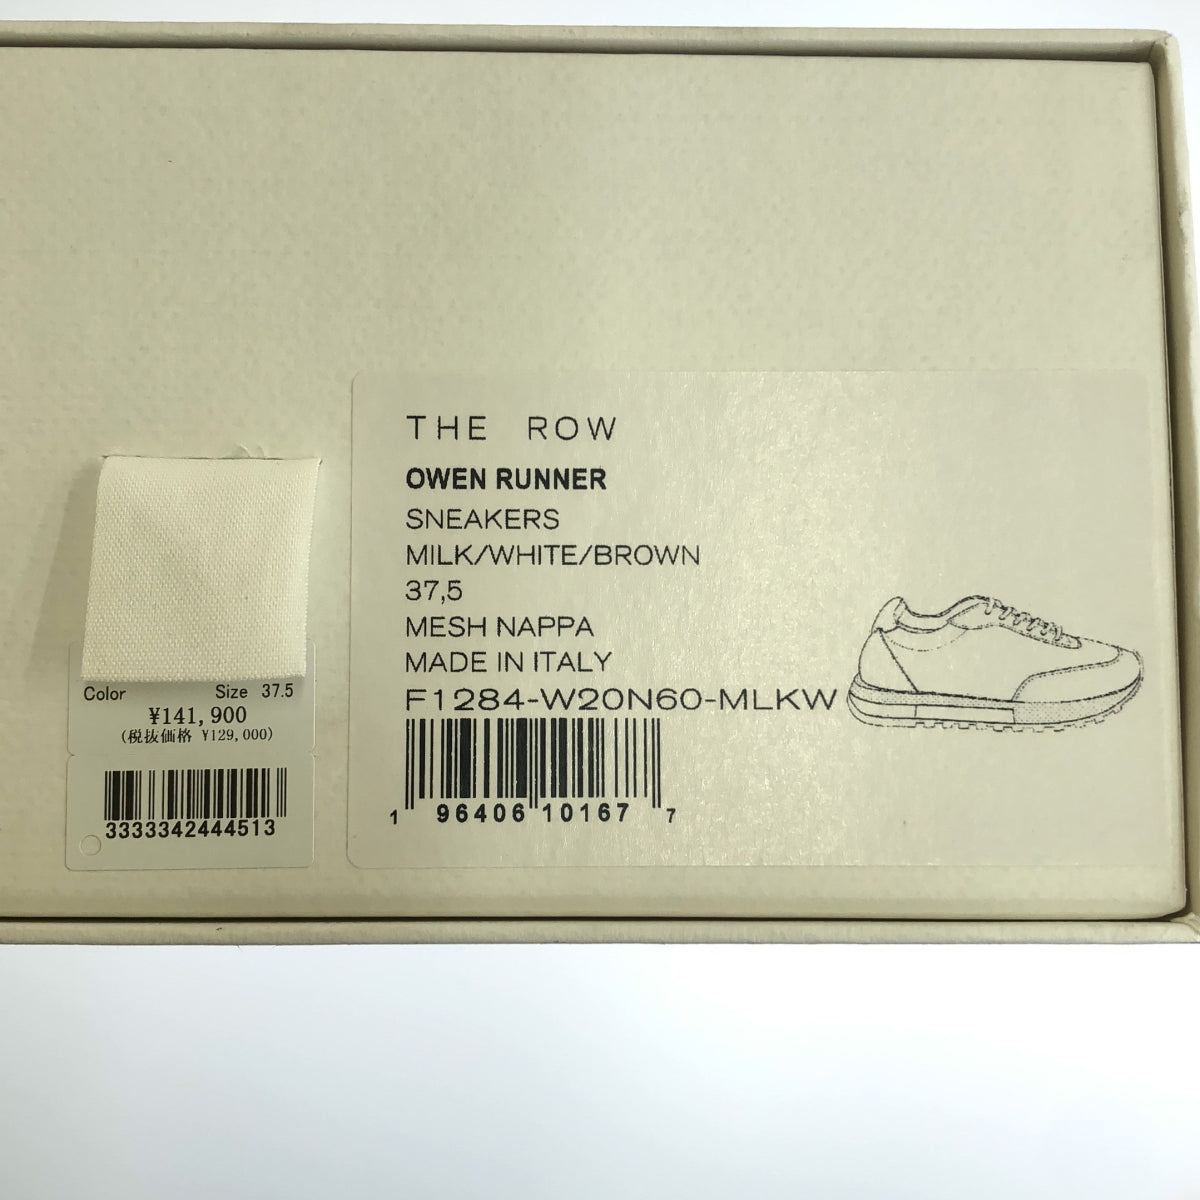 THE ROW
OWEN RUNNER
SNEAKERS
MILK/WHITE/BROWN
37,5
MESH NAPPA
MADE IN ITALY
F1284-W20N60-MLKW
1 96406 10167 7
Color Size 37.5
¥141,900
(税抜価格 ¥129,000)
3333342444513